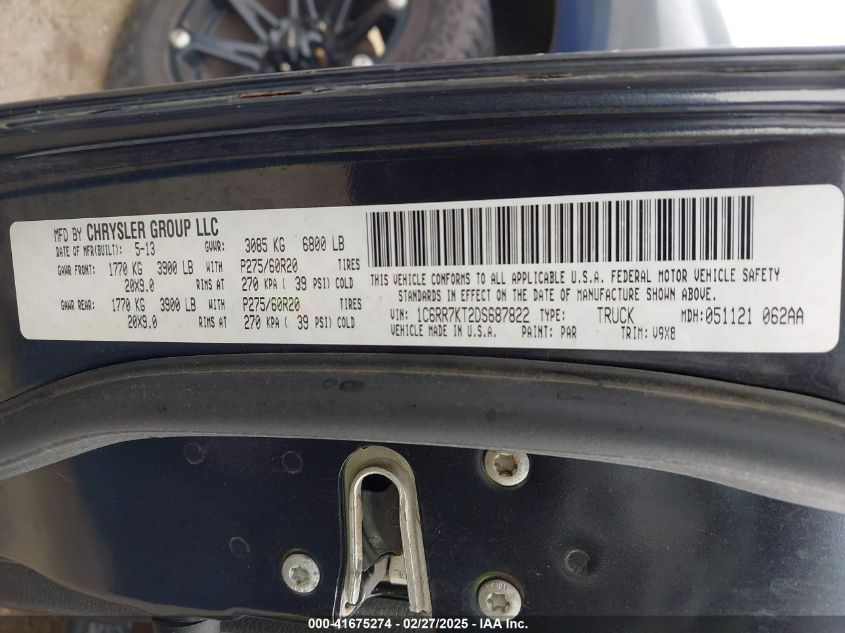 MFD BY CHRYSLER GROUP LLC
DATE OF MFR(BUILT): 5-13 GVWR: 3085 KG 6800 LB
GAWR FRONT: 1770 KG 3900 LB WITH P275/60R20 TIRES
20X9.0 RIMS AT 270 KPA ( 39 PSI) COLD
GAWR REAR: 1770 KG 3900 LB WITH P275/60R20 TIRES
20X9.0 RIMS AT 270 KPA ( 39 PSI) COLD
THIS VEHICLE CONFORMS TO ALL APPLICABLE U.S.A. FEDERAL MOTOR VEHICLE SAFETY
STANDARDS IN EFFECT ON THE DATE OF MANUFACTURE SHOWN ABOVE.
VIN: 1C6RR7KT2DS687822 TYPE: TRUCK MDH:051121 062AA
VEHICLE MADE IN U.S.A. PAINT: PAR TRIM: V9X8
000-41675274 - 02/27/2025 - IAA Inc.